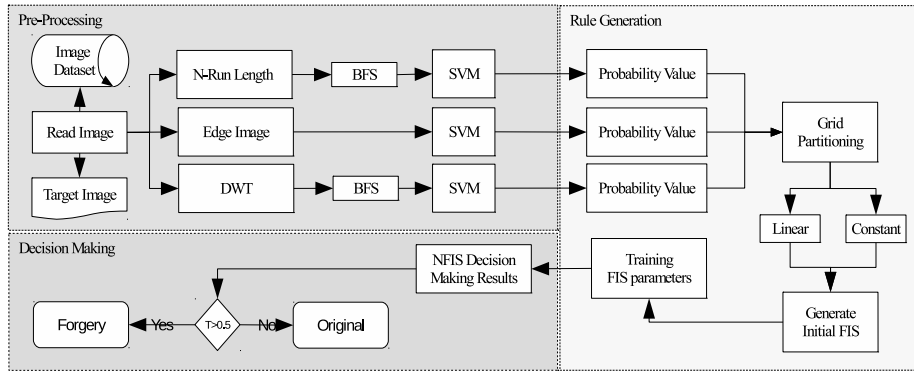 Pre-Processing
Image
Dataset
Read Image
Target Image
N-Run Length
BFS
SVM
Edge Image
SVM
DWT
BFS
SVM
Rule Generation
Probability Value
Probability Value
Probability Value
Grid
Partitioning
Linear
Constant
Generate
Initial FIS
Training
FIS parameters
Decision Making
NFIS Decision
Making Results
T>0.5
Yes
No
Forgery
Original